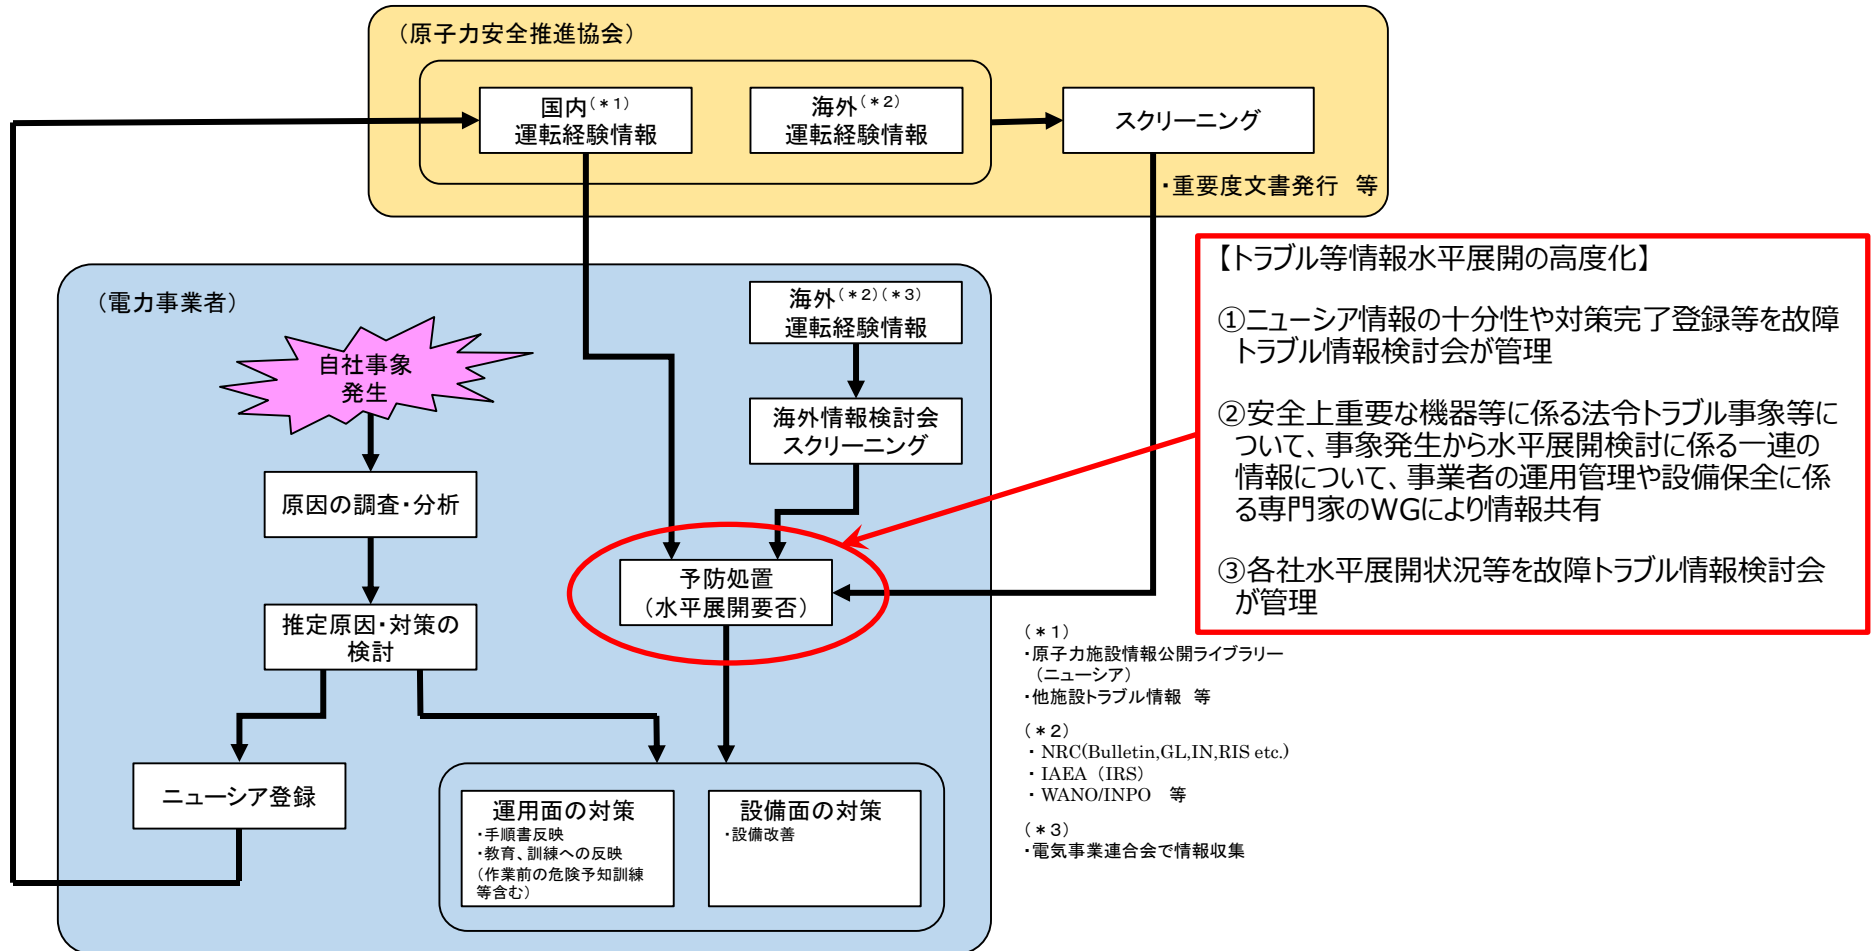 （原子力安全推進協会）
国内(＊1)
運転経験情報
海外(＊2)
運転経験情報
スクリーニング
・重要度文書発行　等
（電力事業者）
自社事象
発生
原因の調査・分析
推定原因・対策の
検討
ニューシア登録
海外(＊2)(＊3)
運転経験情報
海外情報検討会
スクリーニング
予防処置
（水平展開要否）
運用面の対策
・手順書反映
・教育、訓練への反映
（作業前の危険予知訓練
等含む）
設備面の対策
・設備改善
【トラブル等情報水平展開の高度化】
①ニューシア情報の十分性や対策完了登録等を故障
トラブル情報検討会が管理
②安全上重要な機器等に係る法令トラブル事象等に
ついて、事象発生から水平展開検討に係る一連の
情報について、事業者の運用管理や設備保全に係
る専門家のWGにより情報共有
③各社水平展開状況等を故障トラブル情報検討会
が管理
（＊1）
・原子力施設情報公開ライブラリー
（ニューシア）
・他施設トラブル情報　等
（＊2）
・NRC(Bulletin,GL,IN,RIS etc.)
・IAEA（IRS）
・WANO/INPO　等
（＊3）
・電気事業連合会で情報収集